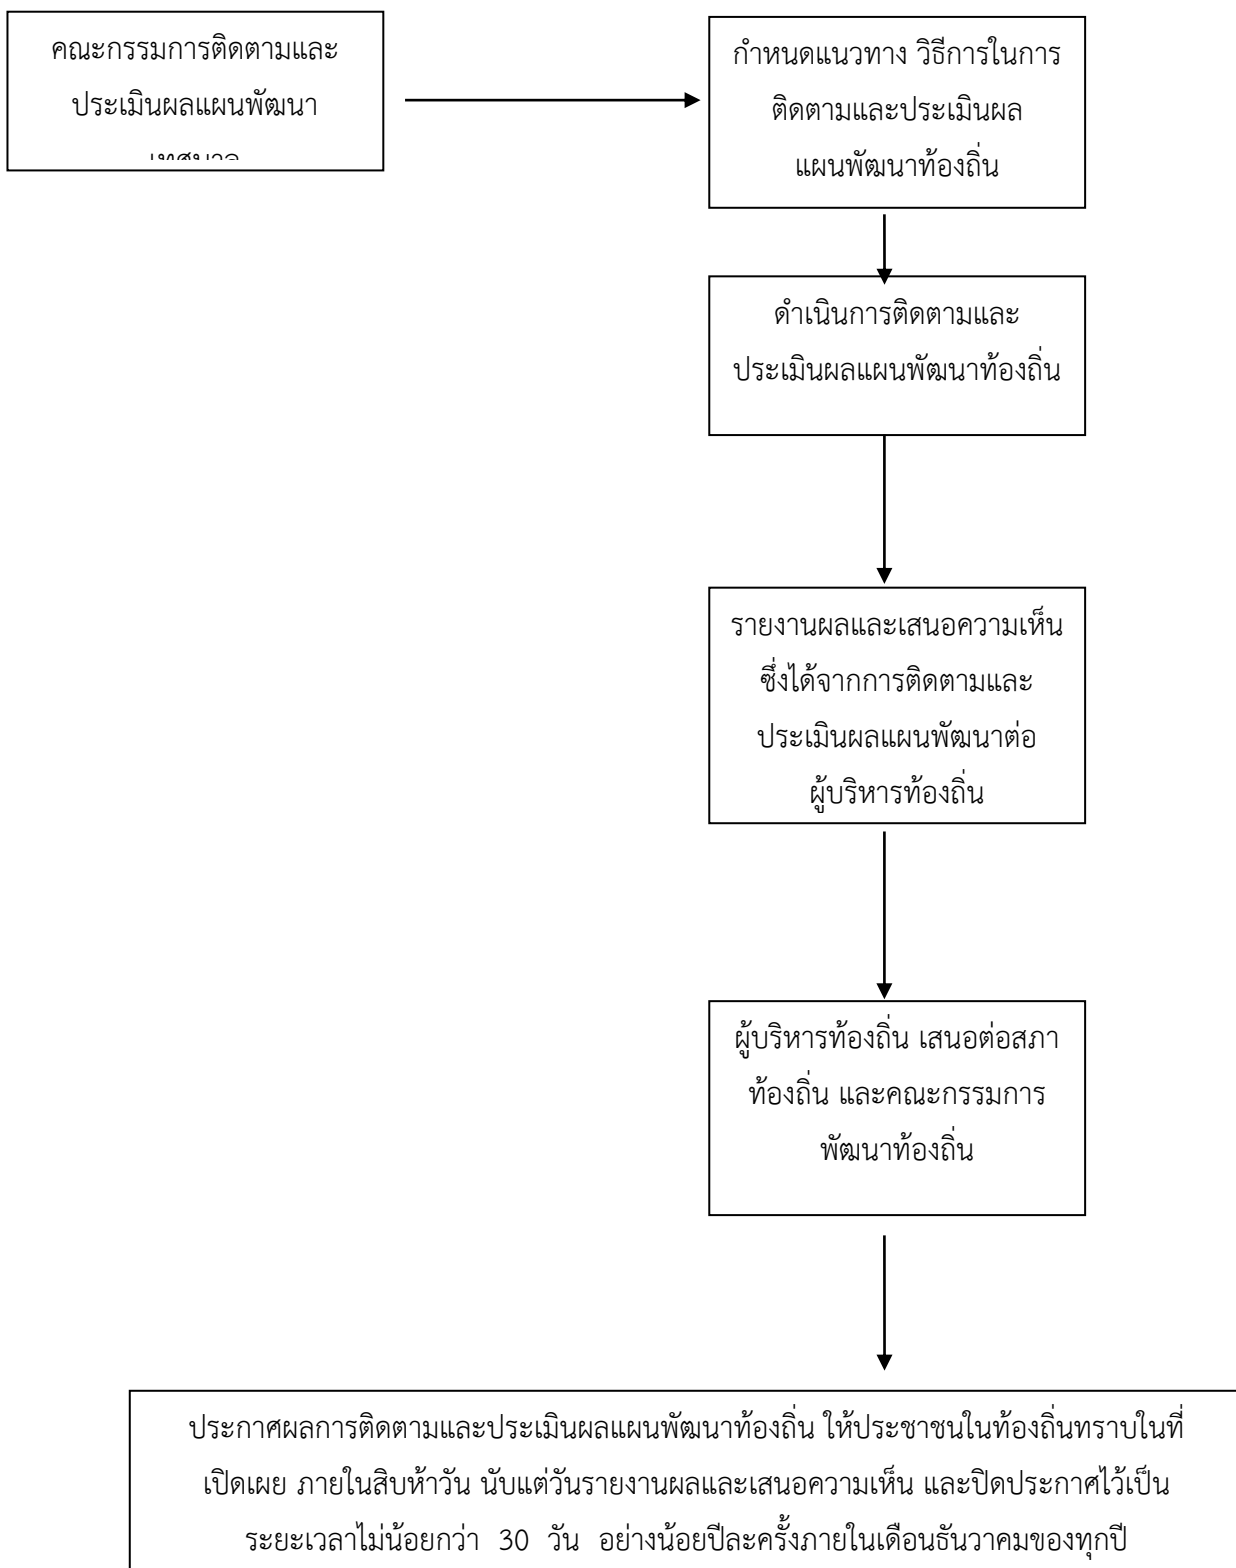 คณะกรรมการติดตามและ
ประเมินผลแผนพัฒนา
เทศบาล
กำหนดแนวทาง วิธีการในการ
ติดตามและประเมินผล
แผนพัฒนาท้องถิ่น
ดำเนินการติดตามและ
ประเมินผลแผนพัฒนาท้องถิ่น
รายงานผลและเสนอความเห็น
ซึ่งได้จากการติดตามและ
ประเมินผลแผนพัฒนาต่อ
ผู้บริหารท้องถิ่น
ผู้บริหารท้องถิ่น เสนอต่อสภา
ท้องถิ่น และคณะกรรมการ
พัฒนาท้องถิ่น
ประกาศผลการติดตามและประเมินผลแผนพัฒนาท้องถิ่น ให้ประชาชนในท้องถิ่นทราบในที่
เปิดเผย ภายในสิบห้าวัน นับแต่วันรายงานผลและเสนอความเห็น และปิดประกาศไว้เป็น
ระยะเวลาไม่น้อยกว่า 30 วัน อย่างน้อยปีละครั้งภายในเดือนธันวาคมของทุกปี